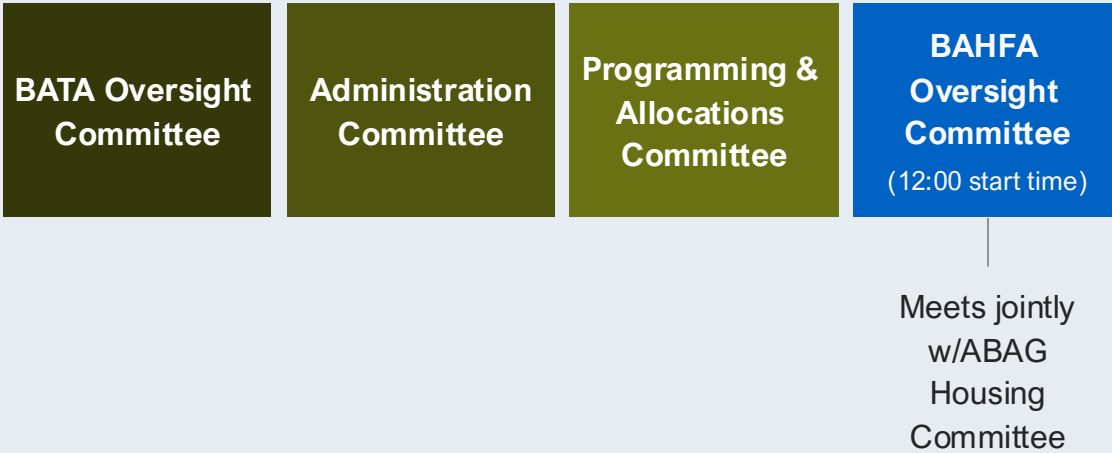 BATA Oversight
Committee
Administration
Committee
Programming &
Allocations
Committee
BAHFA
Oversight
Committee
(12:00 start time)
Meets jointly
w/ABAG
Housing
Committee